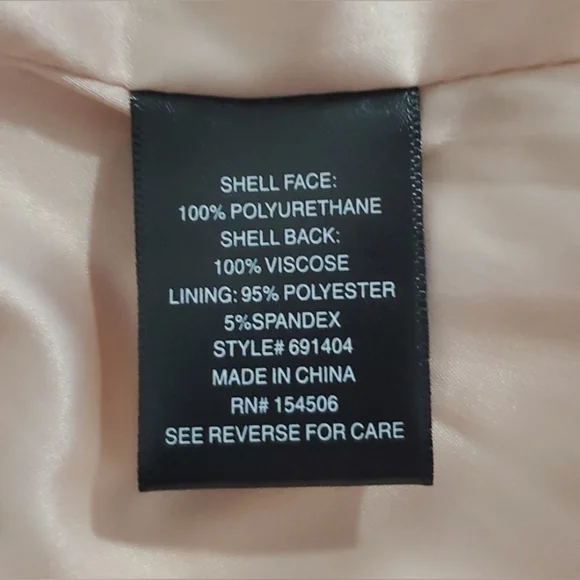 SHELL FACE:
100% POLYURETHANE
SHELL BACK:
100% VISCOSE
LINING: 95% POLYESTER
5%SPANDEX
STYLE# 691404
MADE IN CHINA
RN# 154506
SEE REVERSE FOR CARE